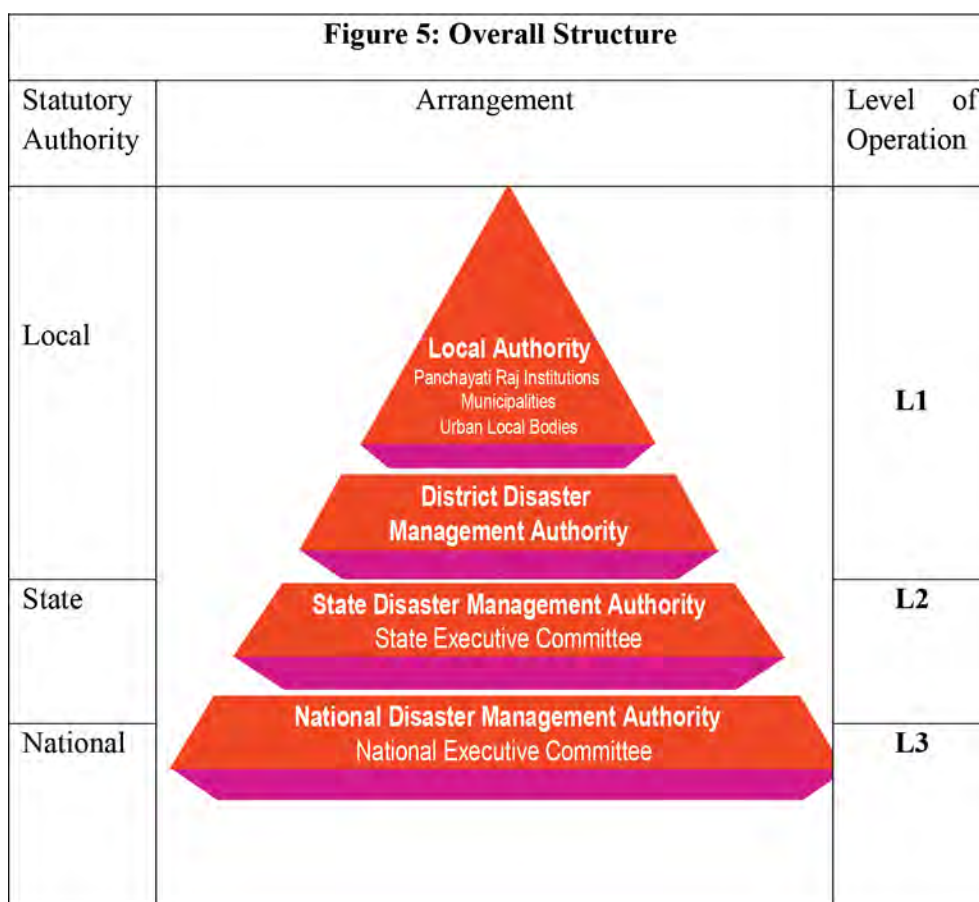 Figure 5: Overall Structure
Statutory
Authority
Arrangement
Level of
Operation
Local
Local Authority
Panchayati Raj Institutions
Municipalities
Urban Local Bodies
L1
District Disaster
Management Authority
State
State Disaster Management Authority
State Executive Committee
L2
National
National Disaster Management Authority
National Executive Committee
L3